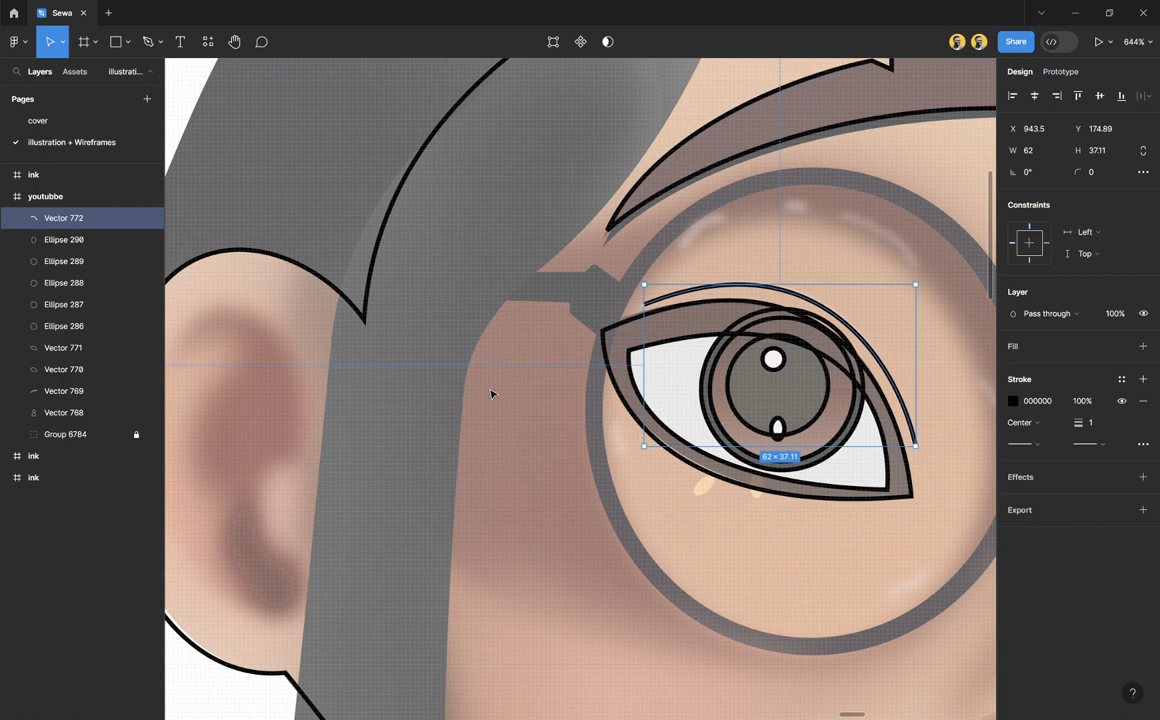 Sewa
Share
644%
Layers
Assets
illustrati...
Pages
cover
illustration + Wireframes
ink
youtubbe
Vector 772
Ellipse 290
Ellipse 289
Ellipse 288
Ellipse 287
Ellipse 286
Vector 771
Vector 770
Vector 769
Vector 768
Group 6784
ink
ink
62 × 37.11
Design
Prototype
X 943.5 Y 174.89
W 62 H 37.11
0° 0
Constraints
Left
Top
Layer
Pass through 100%
Fill
Stroke
000000 100%
Center 1
Effects
Export
?